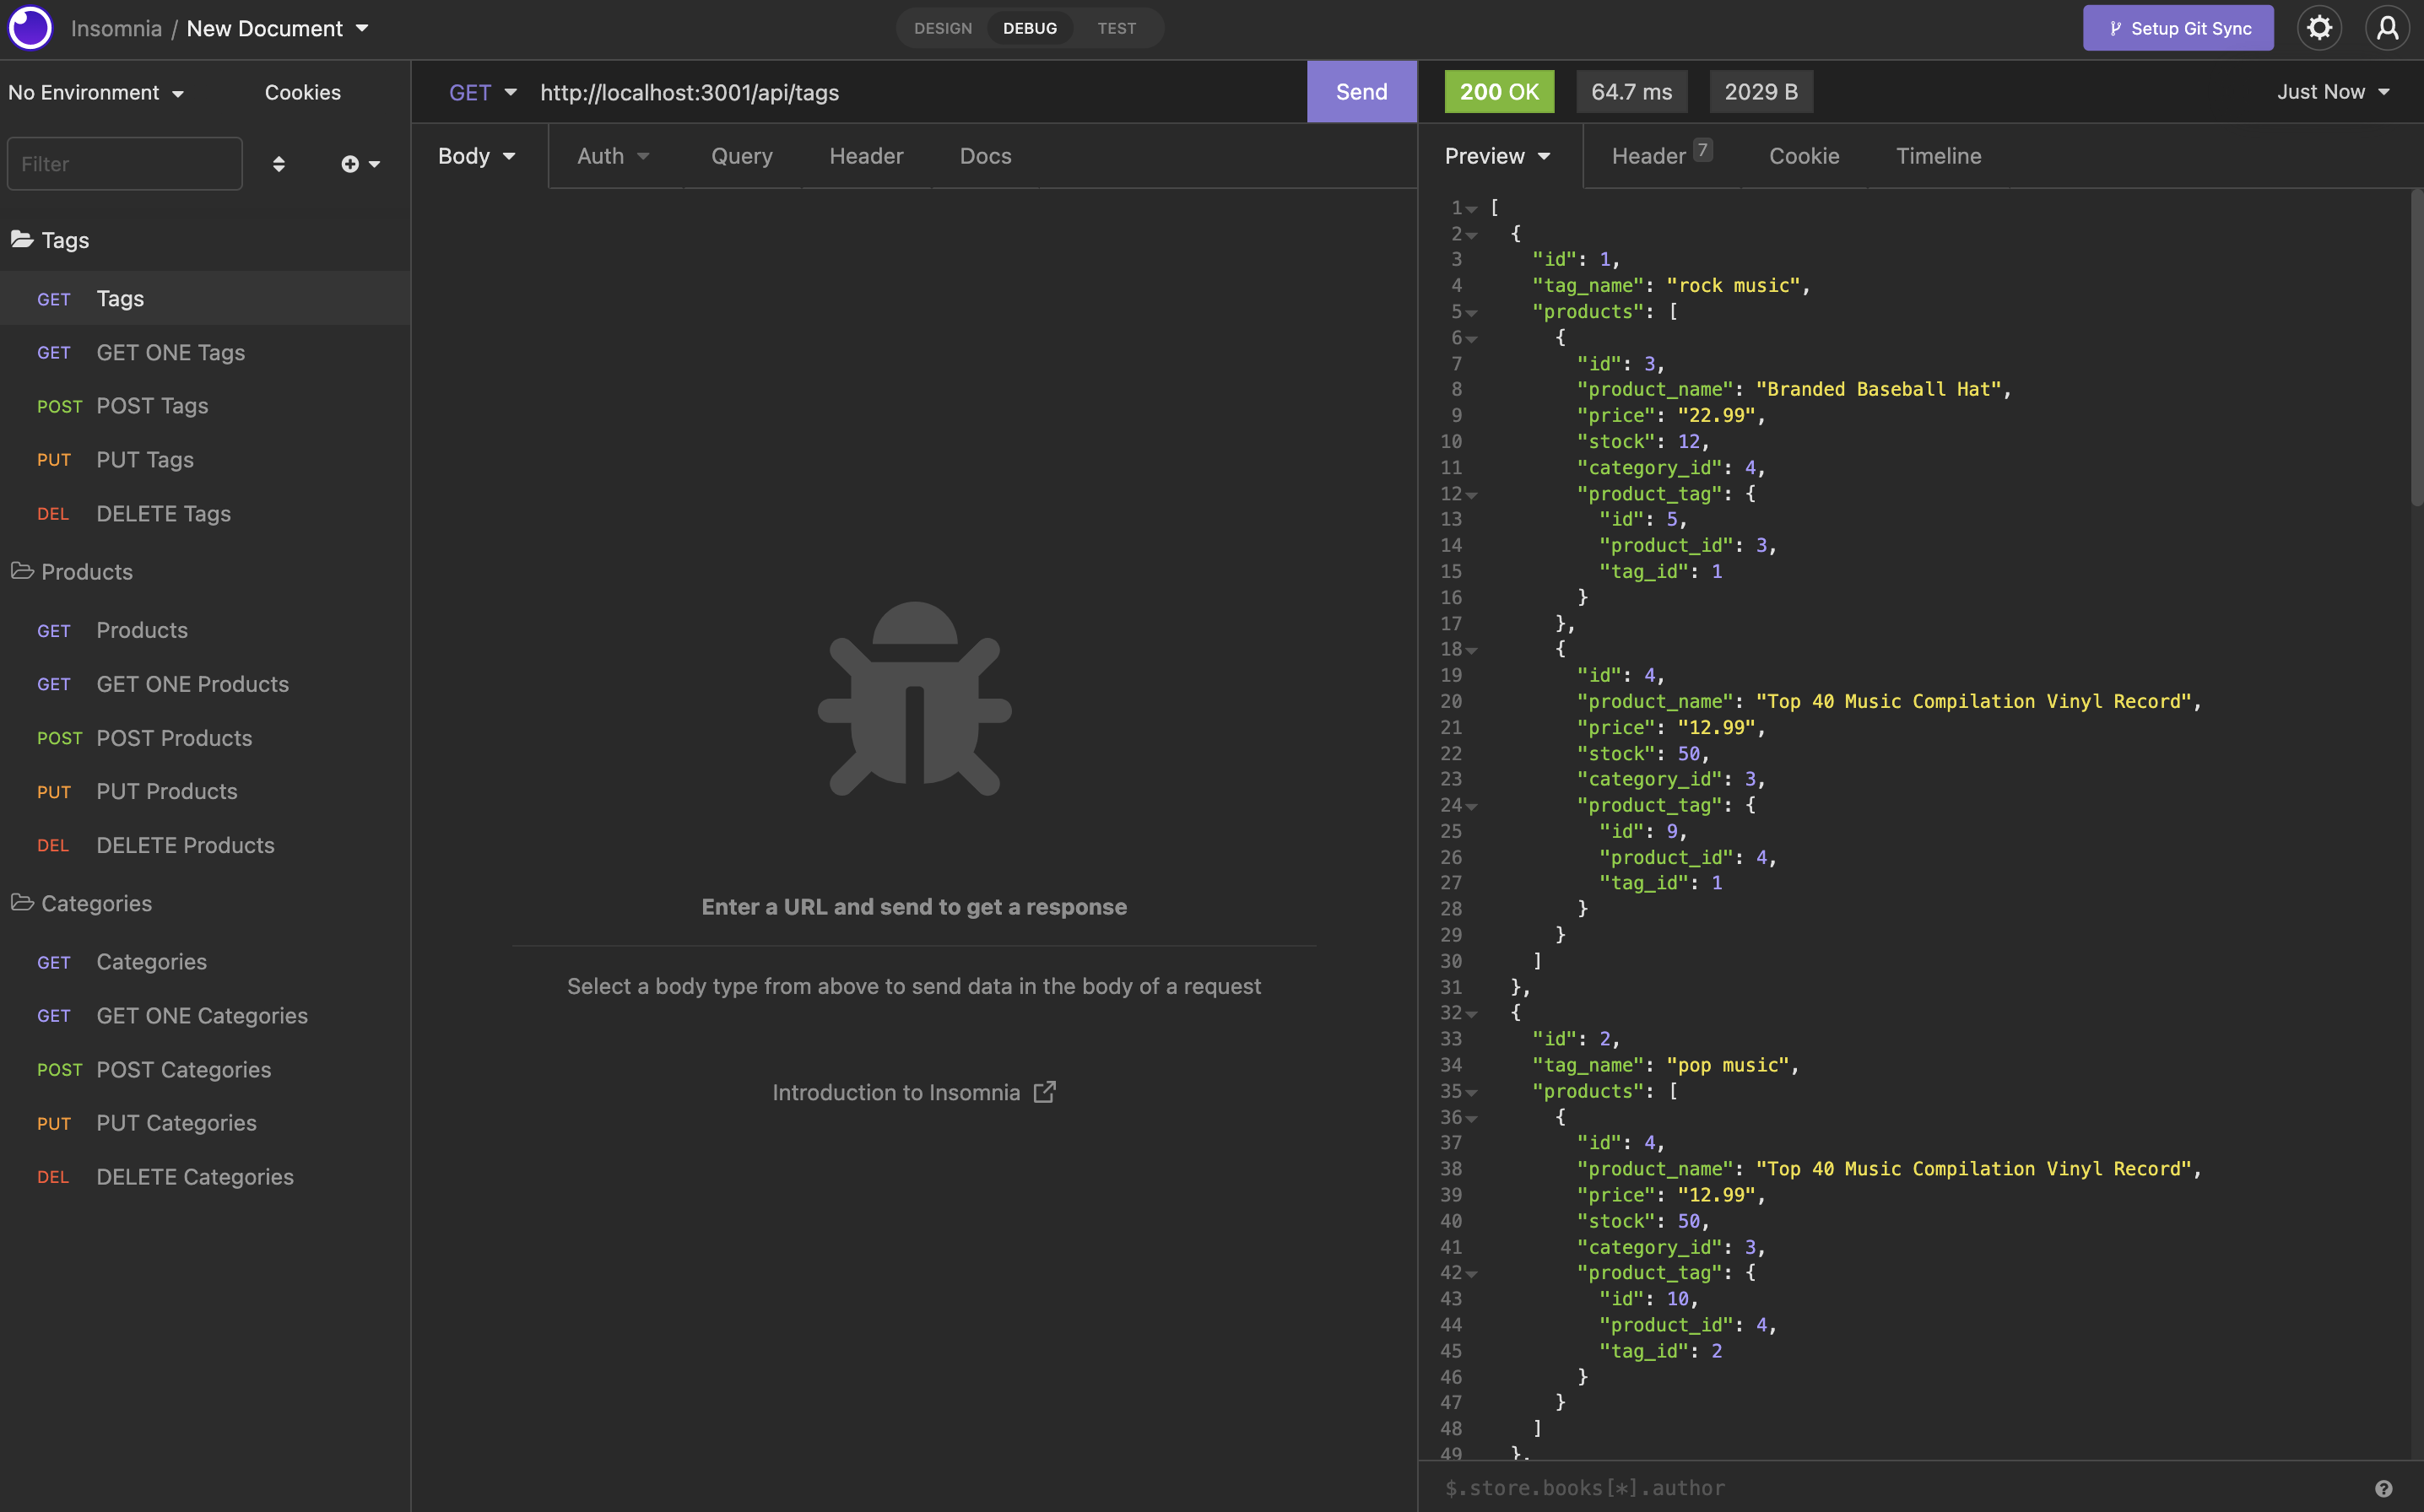 Insomnia / New Document
DESIGN DEBUG TEST
Setup Git Sync
No Environment Cookies
Filter
Tags
GET Tags
GET GET ONE Tags
POST POST Tags
PUT PUT Tags
DEL DELETE Tags
Products
GET Products
GET GET ONE Products
POST POST Products
PUT PUT Products
DEL DELETE Products
Categories
GET Categories
GET GET ONE Categories
POST POST Categories
PUT PUT Categories
DEL DELETE Categories
GET http://localhost:3001/api/tags Send
Body Auth Query Header Docs
Enter a URL and send to get a response
Select a body type from above to send data in the body of a request
Introduction to Insomnia
200 OK 64.7 ms 2029 B Just Now
Preview Header 7 Cookie Timeline
1 [
2 {
3 "id": 1,
4 "tag_name": "rock music",
5 "products": [
6 {
7 "id": 3,
8 "product_name": "Branded Baseball Hat",
9 "price": "22.99",
10 "stock": 12,
11 "category_id": 4,
12 "product_tag": {
13 "id": 5,
14 "product_id": 3,
15 "tag_id": 1
16 }
17 },
18 {
19 "id": 4,
20 "product_name": "Top 40 Music Compilation Vinyl Record",
21 "price": "12.99",
22 "stock": 50,
23 "category_id": 3,
24 "product_tag": {
25 "id": 9,
26 "product_id": 4,
27 "tag_id": 1
28 }
29 }
30 ]
31 },
32 {
33 "id": 2,
34 "tag_name": "pop music",
35 "products": [
36 {
37 "id": 4,
38 "product_name": "Top 40 Music Compilation Vinyl Record",
39 "price": "12.99",
40 "stock": 50,
41 "category_id": 3,
42 "product_tag": {
43 "id": 10,
44 "product_id": 4,
45 "tag_id": 2
46 }
47 }
48 ]
49 },
$.store.books[*].author